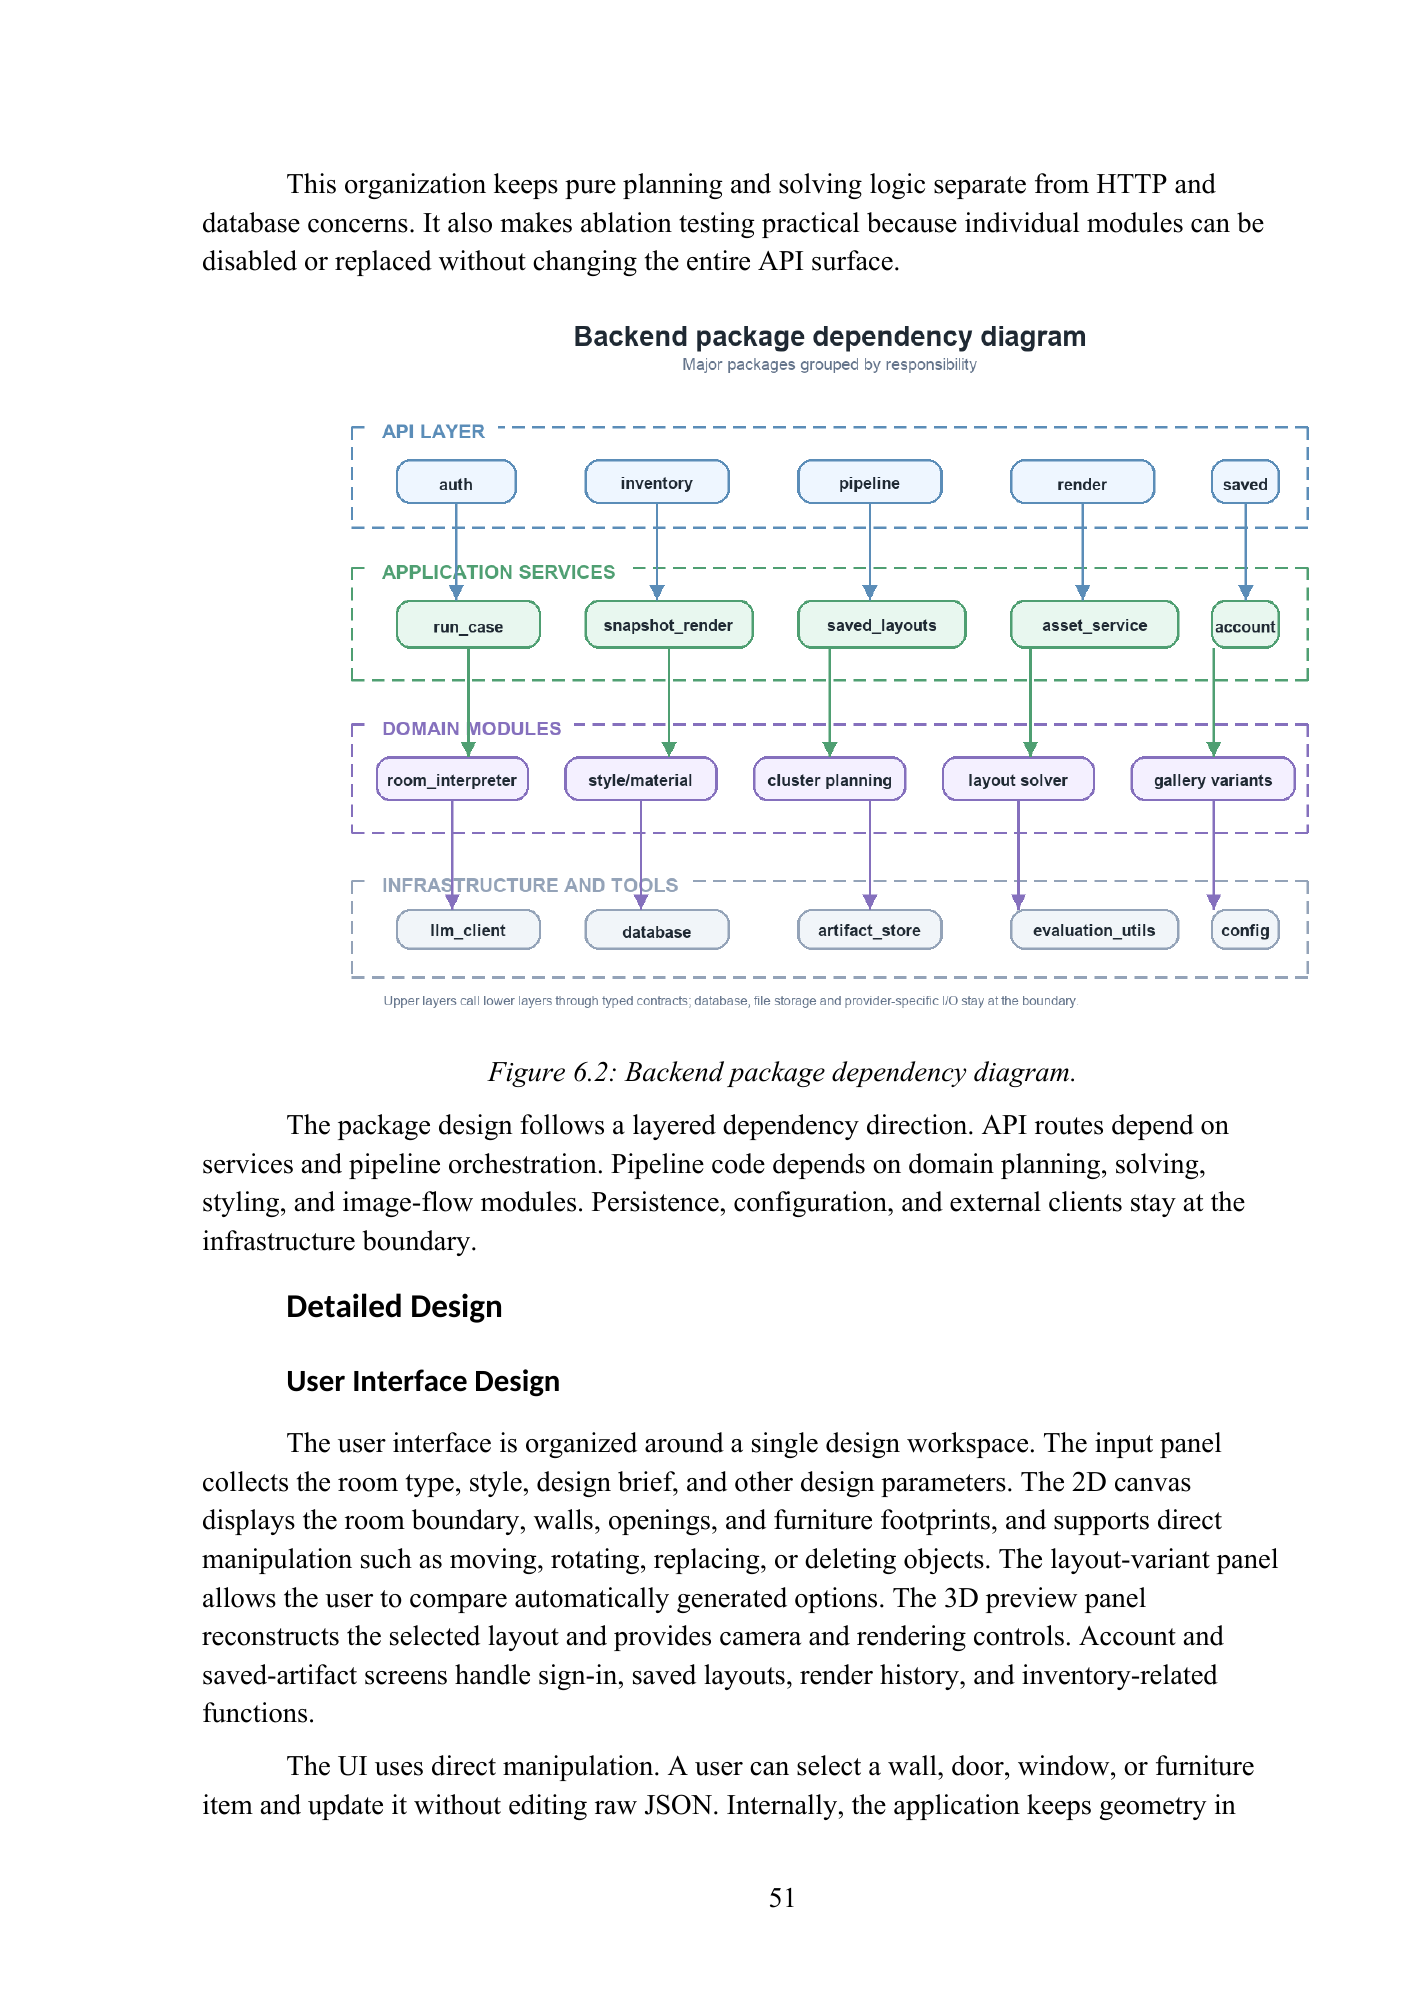 This organization keeps pure planning and solving logic separate from HTTP and
database concerns. It also makes ablation testing practical because individual modules can be
disabled or replaced without changing the entire API surface.
Backend package dependency diagram
Major packages grouped by responsibility
API LAYER
auth inventory pipeline render saved
APPLICATION SERVICES
run_case snapshot_render saved_layouts asset_service account
DOMAIN MODULES
room_interpreter style/material cluster planning layout solver gallery variants
INFRASTRUCTURE AND TOOLS
llm_client database artifact_store evaluation_utils config
Upper layers call lower layers through typed contracts; database, file storage and provider-specific I/O stay at the boundary.
Figure 6.2: Backend package dependency diagram.
The package design follows a layered dependency direction. API routes depend on
services and pipeline orchestration. Pipeline code depends on domain planning, solving,
styling, and image-flow modules. Persistence, configuration, and external clients stay at the
infrastructure boundary.
Detailed Design
User Interface Design
The user interface is organized around a single design workspace. The input panel
collects the room type, style, design brief, and other design parameters. The 2D canvas
displays the room boundary, walls, openings, and furniture footprints, and supports direct
manipulation such as moving, rotating, replacing, or deleting objects. The layout-variant panel
allows the user to compare automatically generated options. The 3D preview panel
reconstructs the selected layout and provides camera and rendering controls. Account and
saved-artifact screens handle sign-in, saved layouts, render history, and inventory-related
functions.
The UI uses direct manipulation. A user can select a wall, door, window, or furniture
item and update it without editing raw JSON. Internally, the application keeps geometry in
51